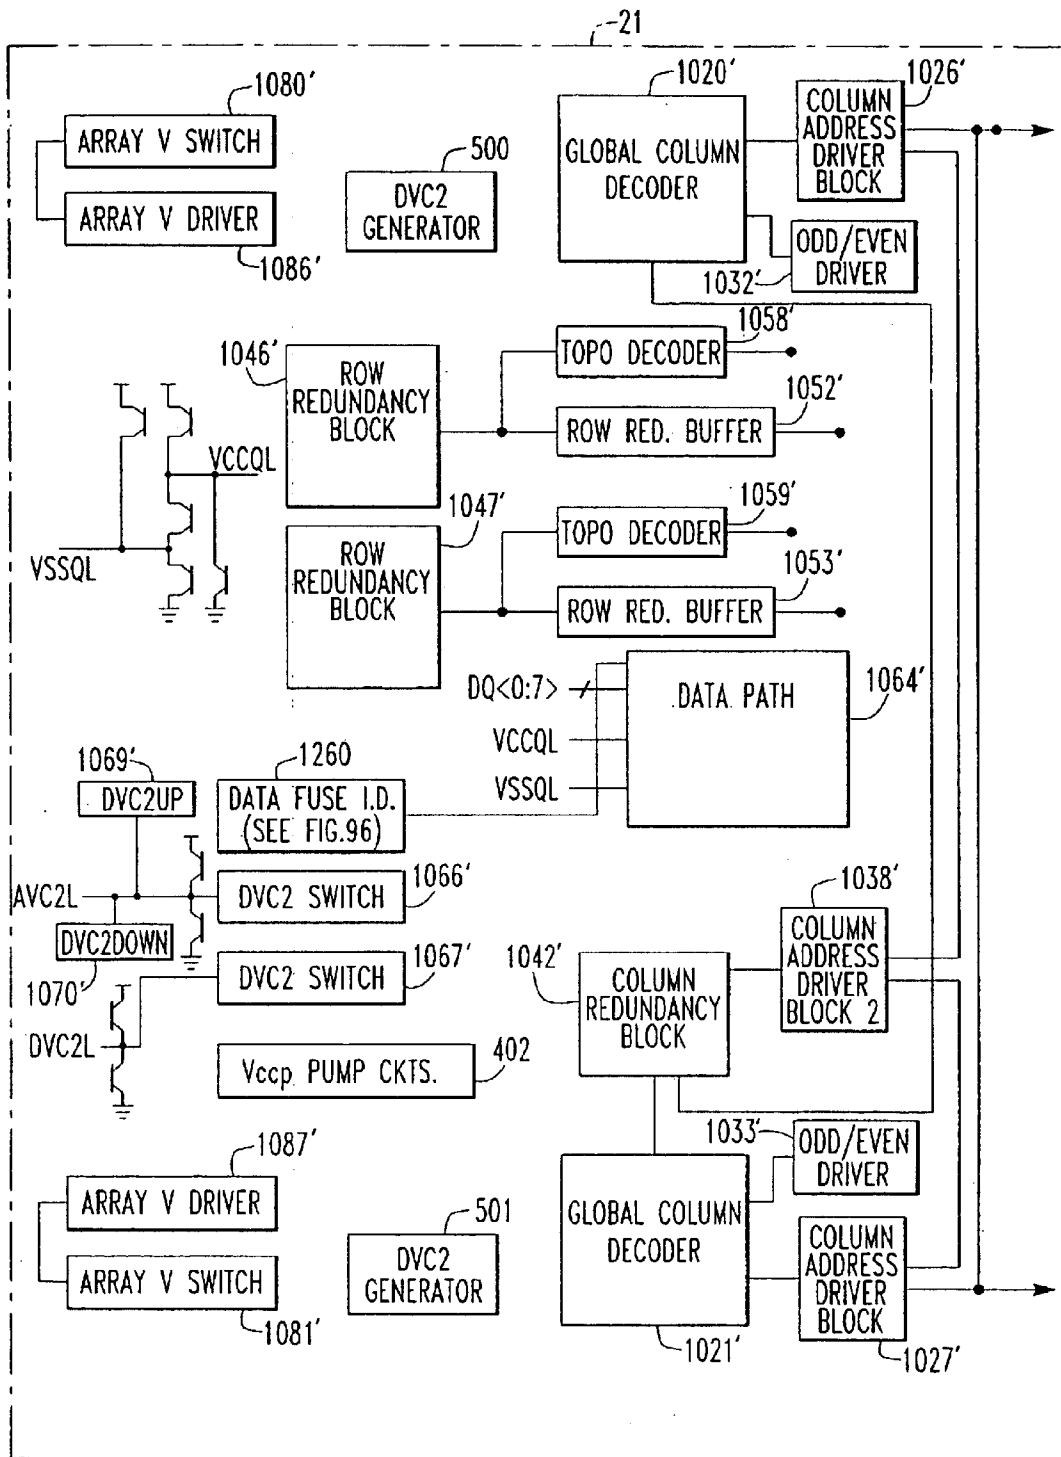 21
1080'
ARRAY V SWITCH
ARRAY V DRIVER
1086'
500
DVC2
GENERATOR
1020'
GLOBAL COLUMN
DECODER
1026'
COLUMN
ADDRESS
DRIVER
BLOCK
ODD/EVEN
DRIVER
1032'
1046'
ROW
REDUNDANCY
BLOCK
1058'
TOPO DECODER
1052'
ROW RED. BUFFER
VCCQL
VSSQL
1047'
ROW
REDUNDANCY
BLOCK
1059'
TOPO DECODER
1053'
ROW RED. BUFFER
DQ<0:7>
VCCQL
VSSQL
DATA PATH
1064'
1069'
DVC2UP
1260
DATA FUSE I.D.
(SEE FIG.96)
AVC2L
DVC2 SWITCH
1066'
DVC2DOWN
1070'
DVC2 SWITCH
1067'
DVC2L
Vccp PUMP CKTS.
402
1038'
COLUMN
ADDRESS
DRIVER
BLOCK 2
1042'
COLUMN
REDUNDANCY
BLOCK
1033'
ODD/EVEN
DRIVER
1087'
ARRAY V DRIVER
ARRAY V SWITCH
1081'
501
DVC2
GENERATOR
GLOBAL COLUMN
DECODER
1021'
COLUMN
ADDRESS
DRIVER
BLOCK
1027'